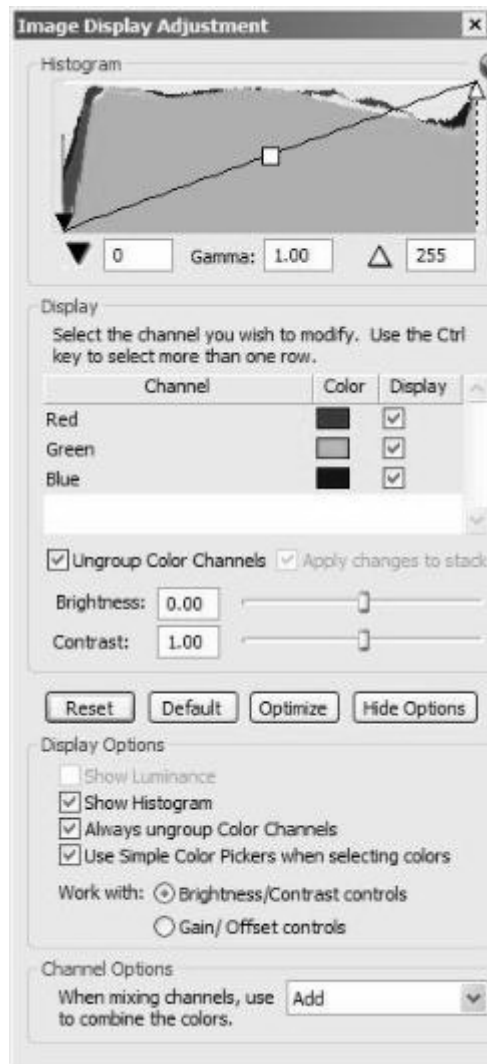 Image Display Adjustment
Histogram
0 Gamma: 1.00 255
Display
Select the channel you wish to modify. Use the Ctrl
key to select more than one row.
Channel Color Display
Red
Green
Blue
Ungroup Color Channels Apply changes to stack
Brightness: 0.00
Contrast: 1.00
Reset Default Optimize Hide Options
Display Options
Show Luminance
Show Histogram
Always ungroup Color Channels
Use Simple Color Pickers when selecting colors
Work with: Brightness/Contrast controls
Gain/ Offset controls
Channel Options
When mixing channels, use Add
to combine the colors.